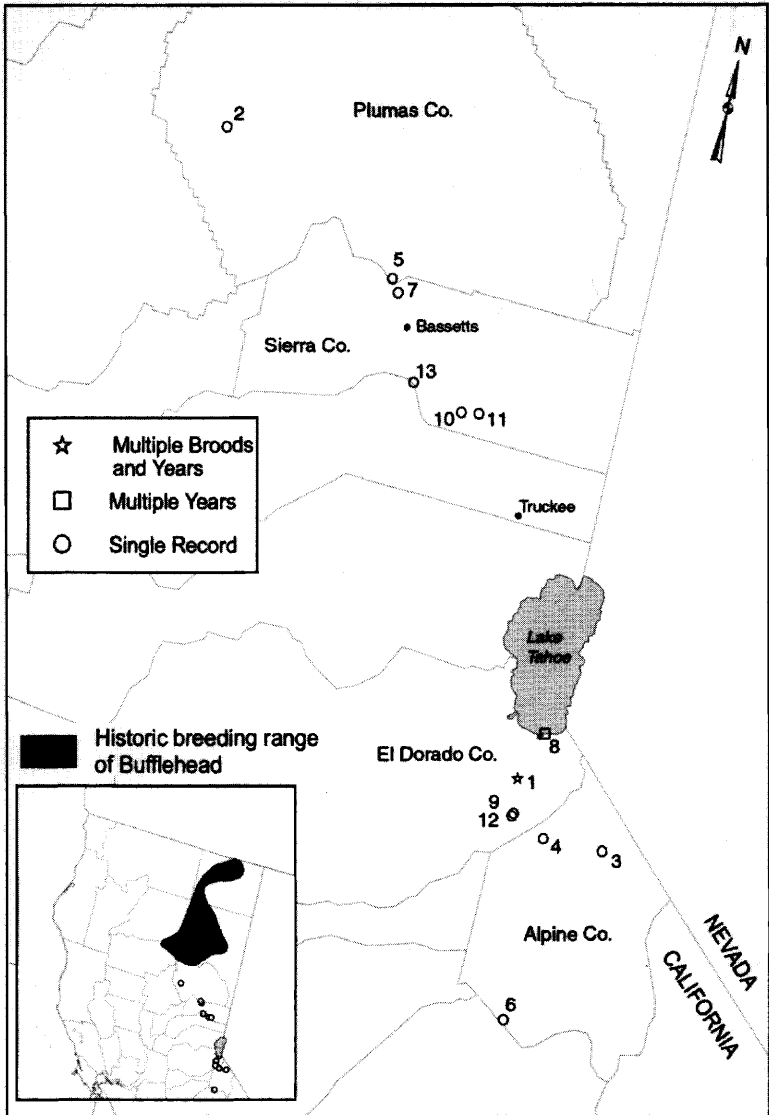 N
Plumas Co.
2
5
7
Bassetts
Sierra Co.
13
10
11
Multiple Broods
and Years
Multiple Years
Single Record
Truckee
Lake
Tahoe
Historic breeding range
of Bufflehead
El Dorado Co.
8
1
9
12
4
3
Alpine Co.
6
NEVADA
CALIFORNIA